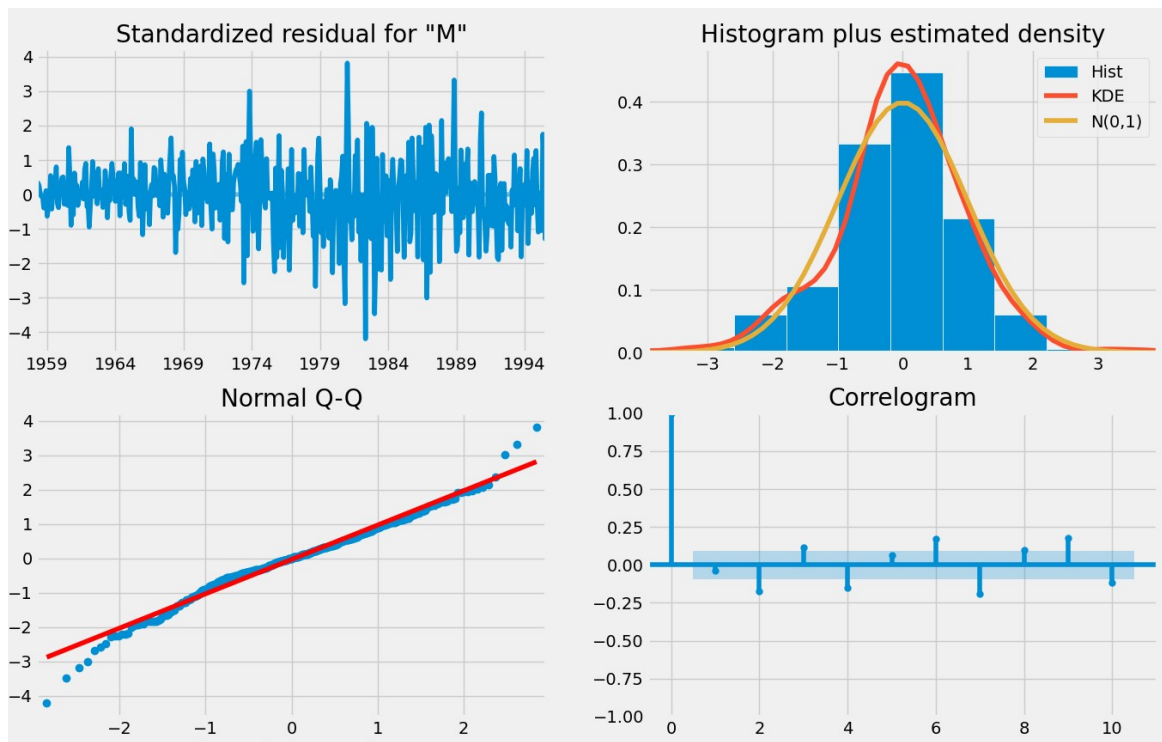 Standardized residual for "M"
4
3
2
1
0
−1
−2
−3
−4
1959 1964 1969 1974 1979 1984 1989 1994
Histogram plus estimated density
Hist
KDE
N(0,1)
0.4
0.3
0.2
0.1
0.0
−3 −2 −1 0 1 2 3
Normal Q-Q
4
3
2
1
0
−1
−2
−3
−4
−2 −1 0 1 2
Correlogram
1.00
0.75
0.50
0.25
0.00
−0.25
−0.50
−0.75
−1.00
0 2 4 6 8 10